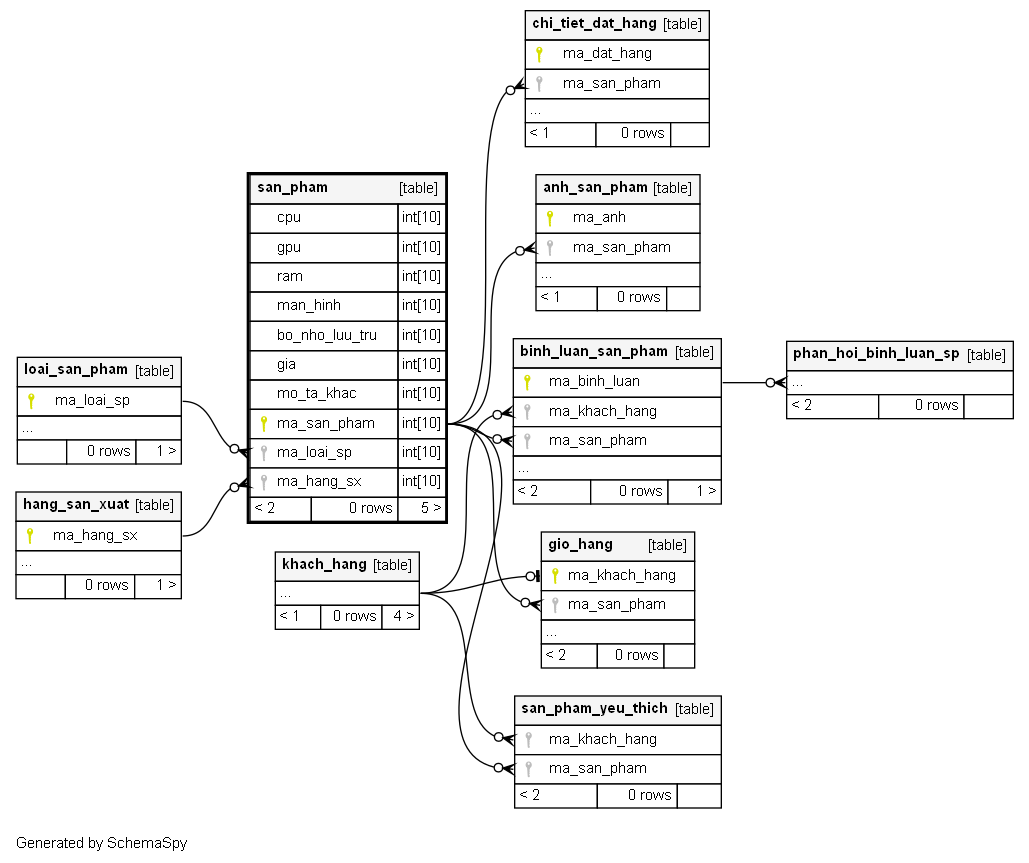 chi_tiet_dat_hang [table]
ma_dat_hang
ma_san_pham
...
< 1 0 rows
anh_san_pham [table]
ma_anh
ma_san_pham
...
< 1 0 rows
san_pham [table]
cpu int[10]
gpu int[10]
ram int[10]
man_hinh int[10]
bo_nho_luu_tru int[10]
gia int[10]
mo_ta_khac int[10]
ma_san_pham int[10]
ma_loai_sp int[10]
ma_hang_sx int[10]
< 2 0 rows 5 >
binh_luan_san_pham [table]
ma_binh_luan
ma_khach_hang
ma_san_pham
...
< 2 0 rows 1 >
phan_hoi_binh_luan_sp [table]
...
< 2 0 rows
loai_san_pham [table]
ma_loai_sp
...
0 rows 1 >
hang_san_xuat [table]
ma_hang_sx
...
0 rows 1 >
khach_hang [table]
...
< 1 0 rows 4 >
gio_hang [table]
ma_khach_hang
ma_san_pham
...
< 2 0 rows
san_pham_yeu_thich [table]
ma_khach_hang
ma_san_pham
< 2 0 rows
Generated by SchemaSpy